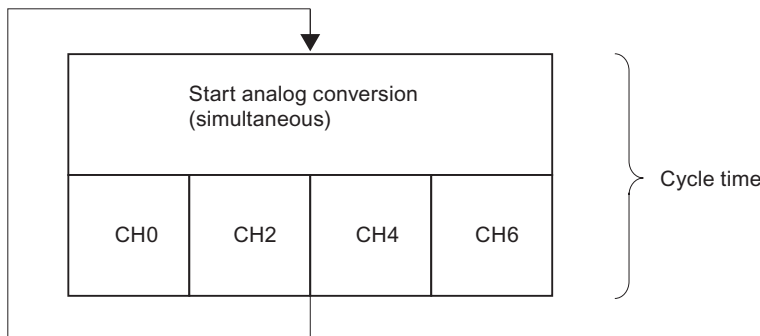 Start analog conversion
(simultaneous)
Cycle time
CH0
CH2
CH4
CH6